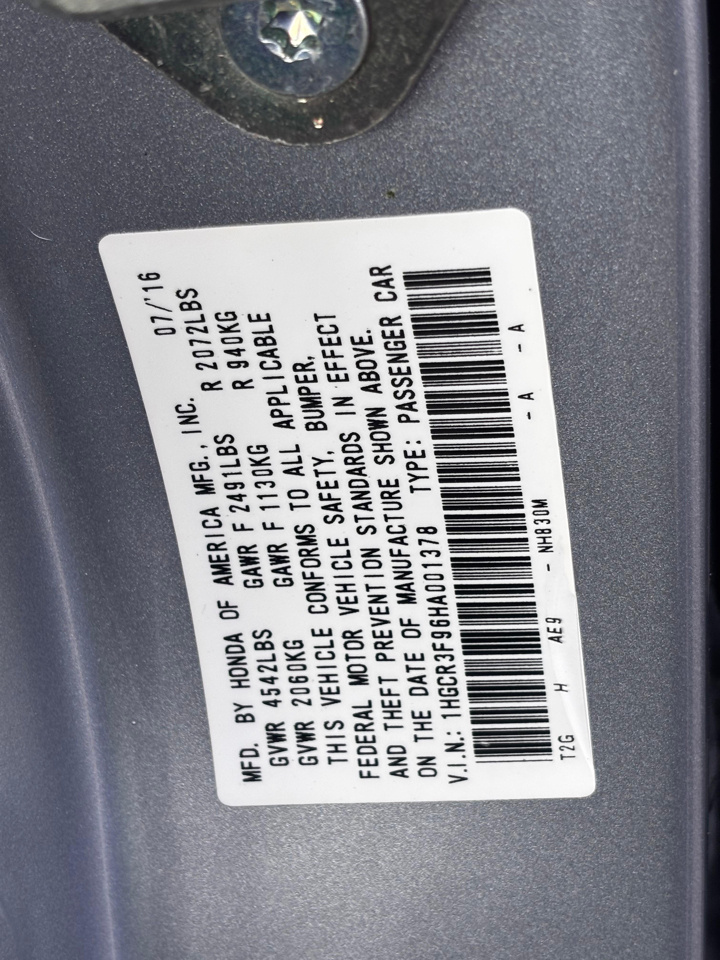 MFD. BY HONDA OF AMERICA MFG., INC. 07/'16
GVWR 4542LBS GAWR F 2491LBS R 2072LBS
GVWR 2060KG GAWR F 1130KG R 940KG
THIS VEHICLE CONFORMS TO ALL APPLICABLE
FEDERAL MOTOR VEHICLE SAFETY, BUMPER,
AND THEFT PREVENTION STANDARDS IN EFFECT
ON THE DATE OF MANUFACTURE SHOWN ABOVE.
V.I.N.: 1HGCR3F96HA001378 TYPE: PASSENGER CAR
T2G H AE9 - NH830M - A - A